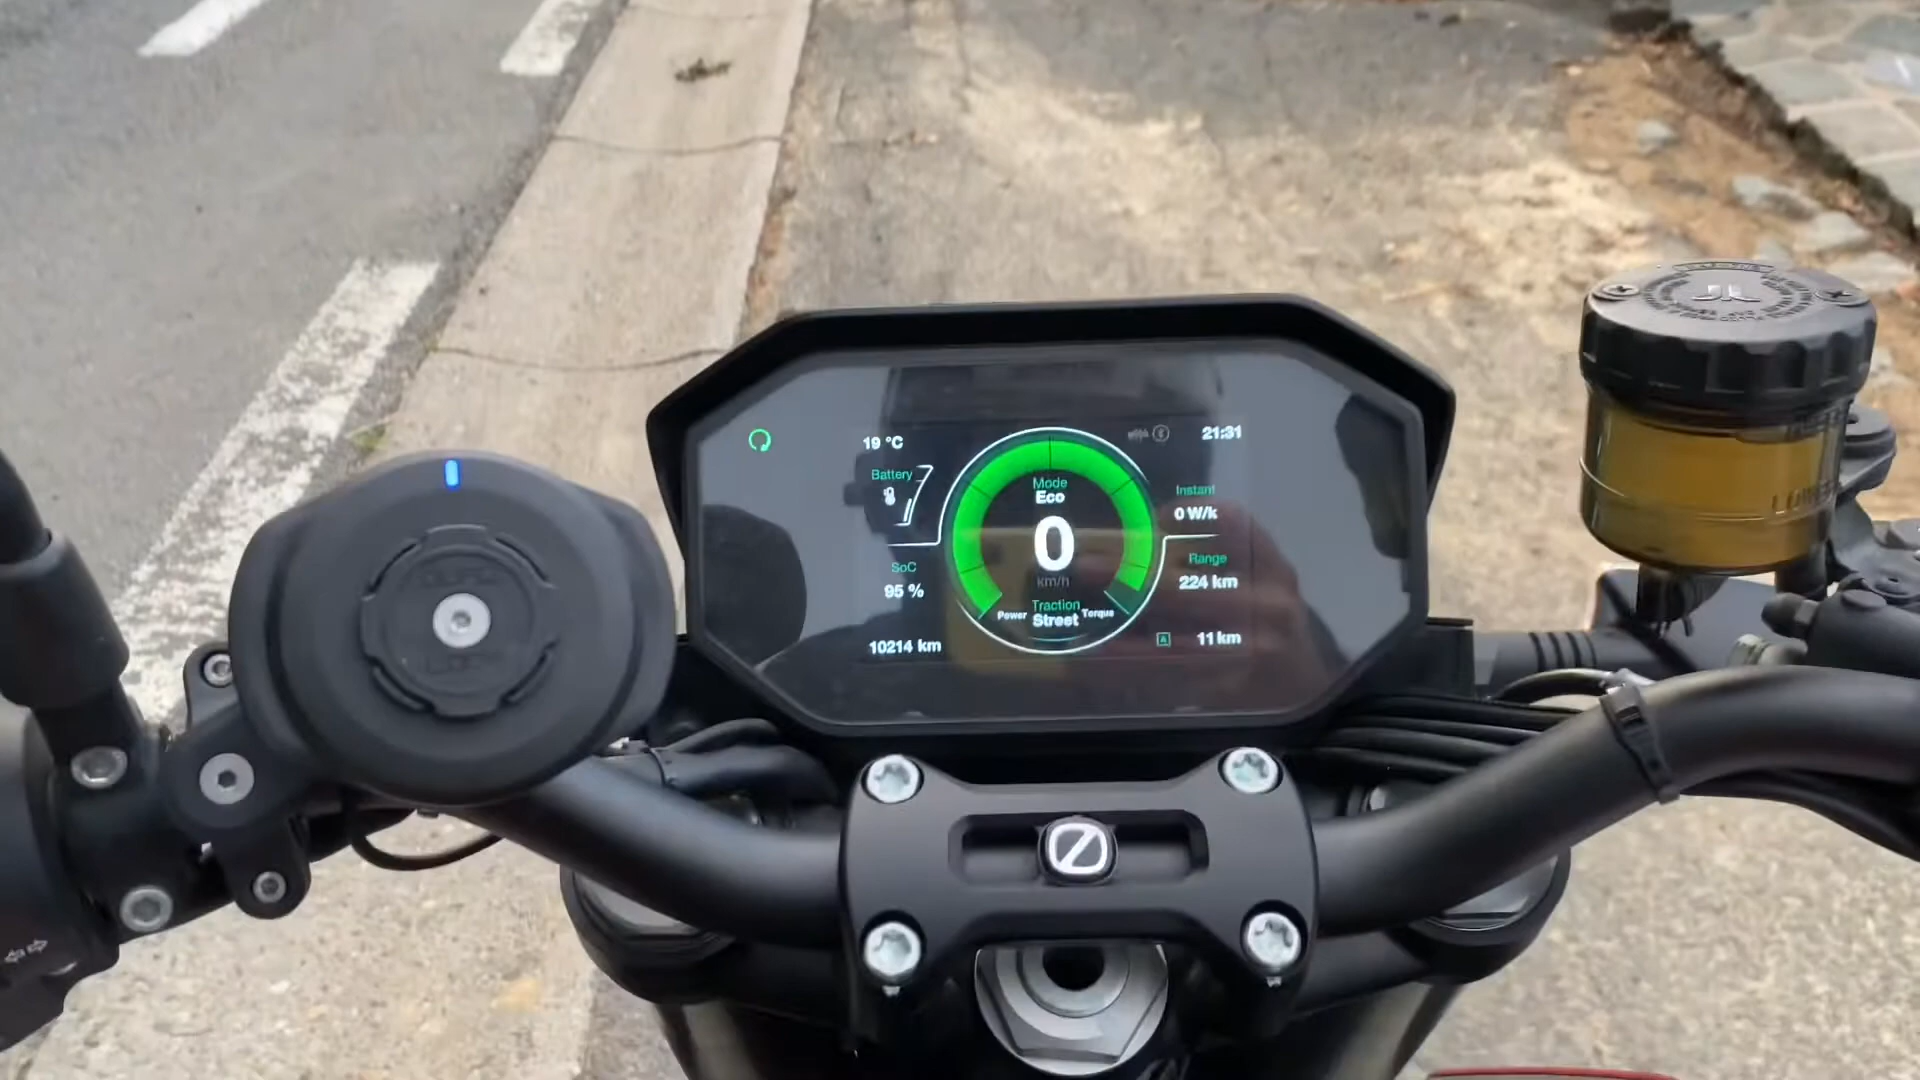 19 °C
21:31
Battery
Mode
Eco
Instant
0 W/k
0
km/h
SoC
95 %
Range
224 km
Power
Traction
Torque
Street
10214 km
A
11 km